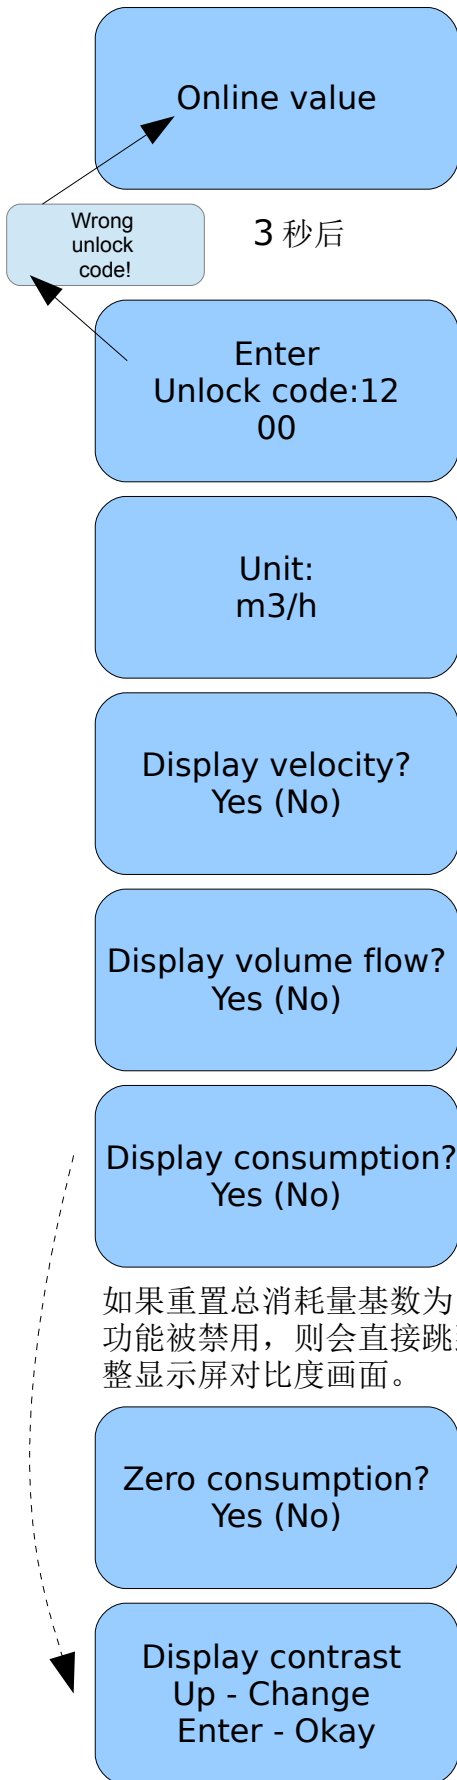 Online value
Wrong
unlock
code!
3 秒后
Enter
Unlock code:12
00
Unit:
m3/h
Display velocity?
Yes (No)
Display volume flow?
Yes (No)
Display consumption?
Yes (No)
如果重置总消耗量基数为
功能被禁用，则会直接跳
整显示屏对比度画面。
Zero consumption?
Yes (No)
Display contrast
Up - Change
Enter - Okay